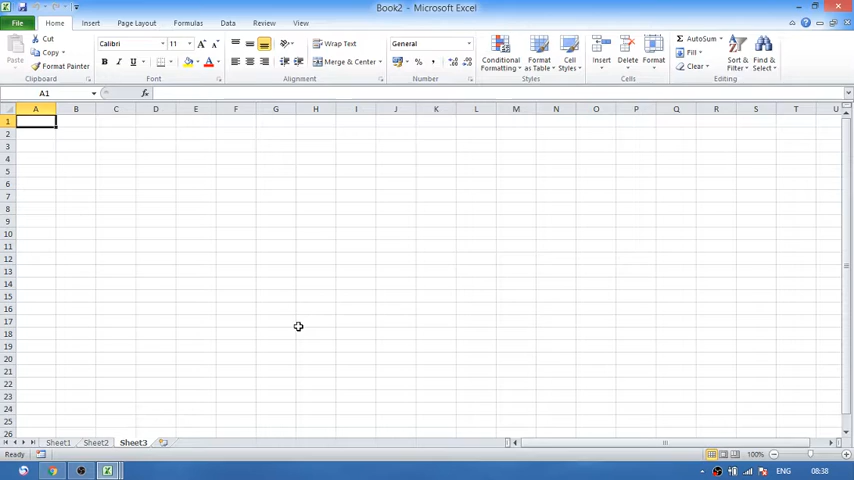 Book2 - Microsoft Excel
File Home Insert Page Layout Formulas Data Review View
Paste
Cut
Copy
Format Painter
Clipboard
Calibri 11
B I U
Font
Wrap Text
Merge & Center
Alignment
General
%
Number
Conditional Formatting
Format as Table
Cell Styles
Styles
Insert Delete Format
Cells
Σ AutoSum
Fill
Clear
Sort & Filter
Find & Select
Editing
A1 fx
A B C D E F G H I J K L M N O P Q R S T U
1
2
3
4
5
6
7
8
9
10
11
12
13
14
15
16
17
18
19
20
21
22
23
24
25
26
Sheet1 Sheet2 Sheet3
Ready 100%
ENG 08:38